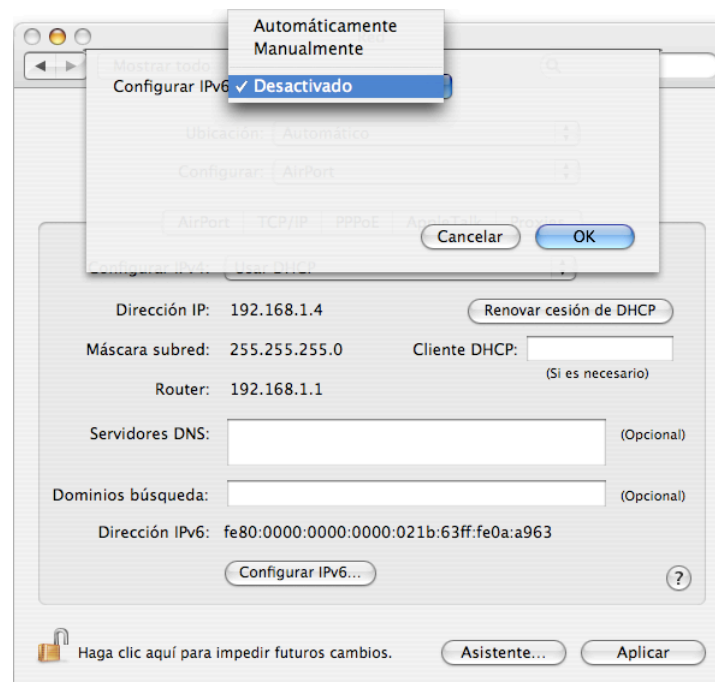 Automáticamente
Manualmente
Mostrar todo
Configurar IPv6
✓ Desactivado
Ubicación: Automático
Configurar: AirPort
AirPort TCP/IP PPPoE AppleTalk Proxies
Cancelar OK
Configurar IPv4: Usar DHCP
Dirección IP: 192.168.1.4 Renovar cesión de DHCP
Máscara subred: 255.255.255.0 Cliente DHCP:
(Si es necesario)
Router: 192.168.1.1
Servidores DNS: (Opcional)
Dominios búsqueda: (Opcional)
Dirección IPv6: fe80:0000:0000:0000:021b:63ff:fe0a:a963
Configurar IPv6...
?
Haga clic aquí para impedir futuros cambios. Asistente... Aplicar